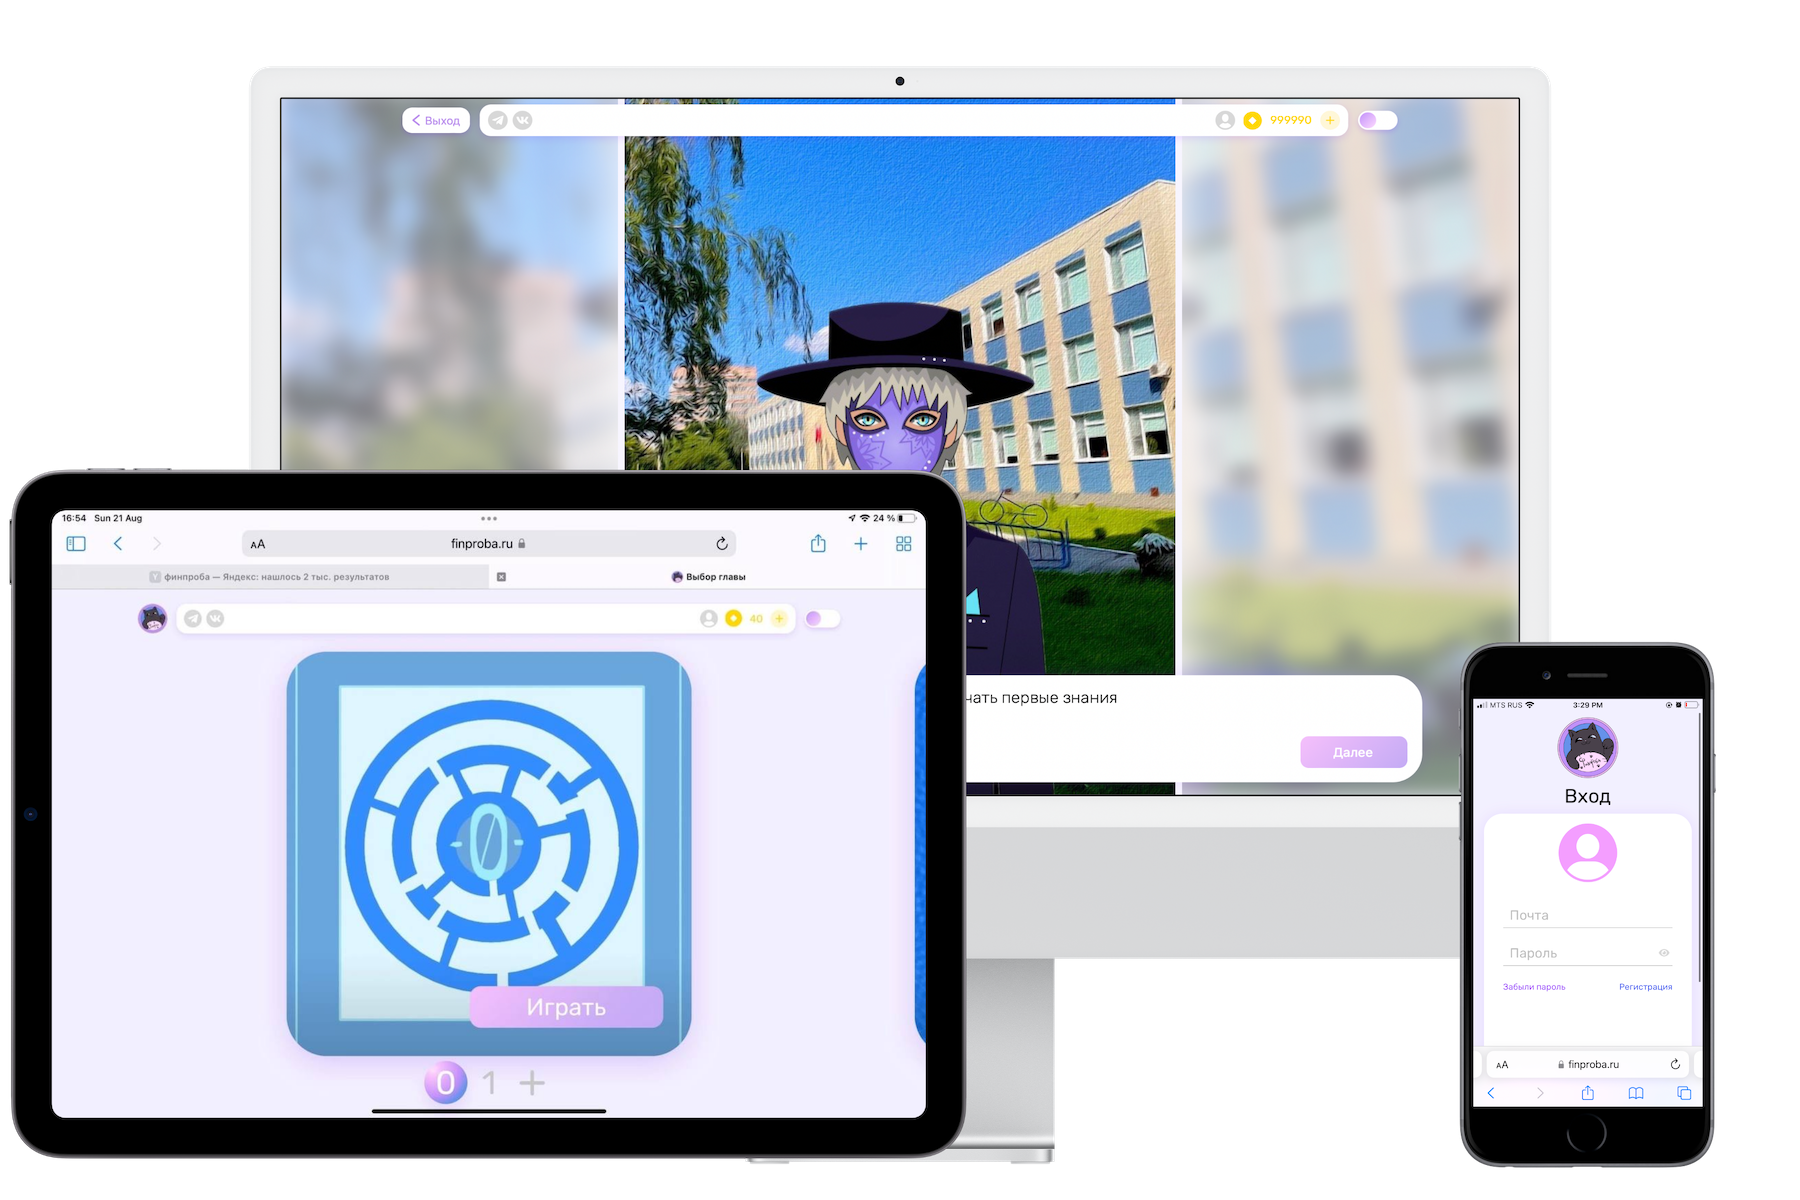 Выход
999990
чать первые знания
Далее
16:54 Sun 21 Aug
24 %
AA
finproba.ru
финпроба — Яндекс: нашлось 2 тыс. результатов
Выбор главы
40
0
Играть
0 1 +
MTS RUS
3:29 PM
Вход
Почта
Пароль
Забыли пароль
Регистрация
AA
finproba.ru